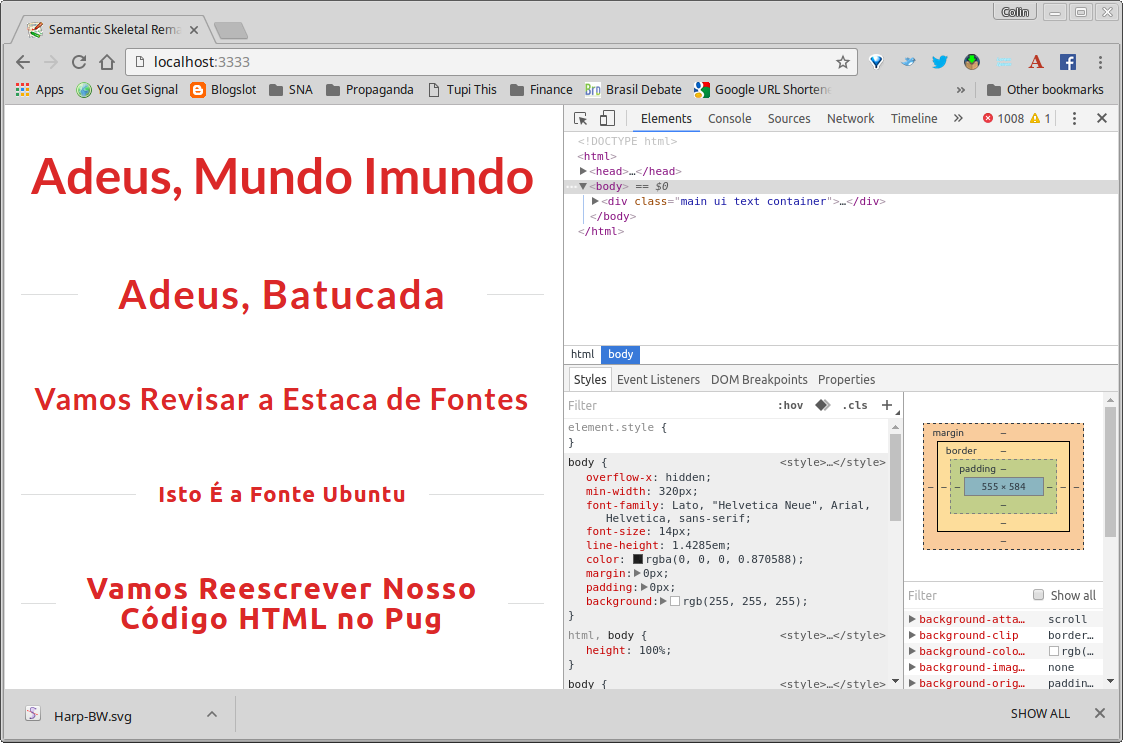 Colin
Semantic Skeletal Rema
localhost:3333
Apps You Get Signal Blogslot SNA Propaganda Tupi This Finance Brasil Debate Google URL Shortene » Other bookmarks
Elements Console Sources Network Timeline » 1008 1
Adeus, Mundo Imundo
Adeus, Batucada
Vamos Revisar a Estaca de Fontes
Isto É a Fonte Ubuntu
Vamos Reescrever Nosso
Código HTML no Pug
<!DOCTYPE html>
<html>
<head>…</head>
<body> == $0
<div class="main ui text container">…</div>
</body>
</html>
html body
Styles Event Listeners DOM Breakpoints Properties
Filter :hov .cls +
element.style {
}
body { <style>…</style>
overflow-x: hidden;
min-width: 320px;
font-family: Lato, "Helvetica Neue", Arial,
Helvetica, sans-serif;
font-size: 14px;
line-height: 1.4285em;
color: rgba(0, 0, 0, 0.870588);
margin: 0px;
padding: 0px;
background: rgb(255, 255, 255);
}
html, body { <style>…</style>
height: 100%;
}
body { <style>…</style>
margin –
border –
padding –
– – – 555 × 584 – – –
–
–
–
Filter Show all
background-atta… scroll
background-clip border…
background-colo… rgb(…
background-imag… none
background-orig… paddin…
Harp-BW.svg
SHOW ALL